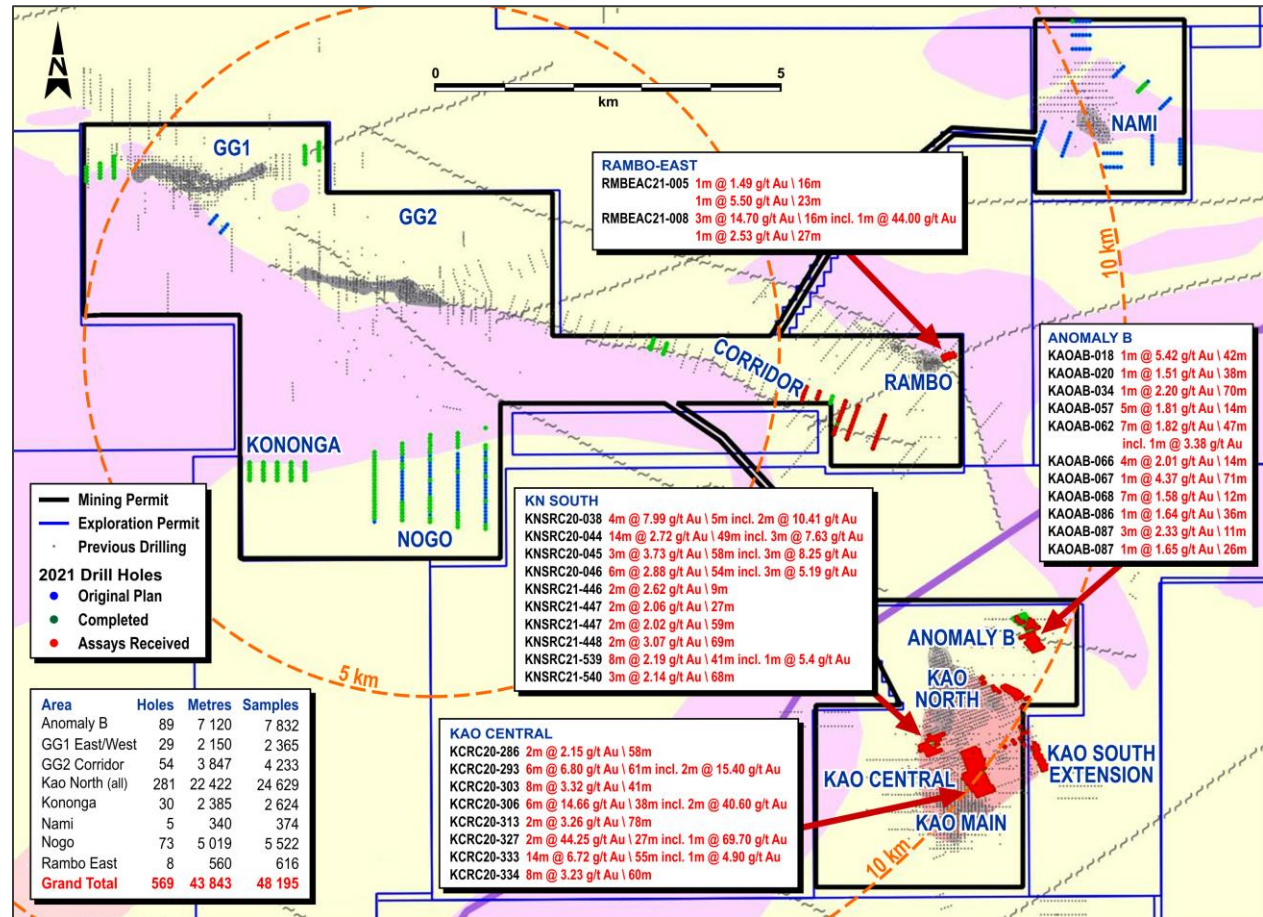 N
0
5
km
GG1
GG2
NAMI
10 km
RAMBO-EAST
RMBEAC21-005 1m @ 1.49 g/t Au \ 16m
1m @ 5.50 g/t Au \ 23m
RMBEAC21-008 3m @ 14.70 g/t Au \ 16m incl. 1m @ 44.00 g/t Au
1m @ 2.53 g/t Au \ 27m
CORRIDOR
RAMBO
ANOMALY B
KAOAB-018 1m @ 5.42 g/t Au \ 42m
KAOAB-020 1m @ 1.51 g/t Au \ 38m
KAOAB-034 1m @ 2.20 g/t Au \ 70m
KAOAB-057 5m @ 1.81 g/t Au \ 14m
KAOAB-062 7m @ 1.82 g/t Au \ 47m
incl. 1m @ 3.38 g/t Au
KAOAB-066 4m @ 2.01 g/t Au \ 14m
KAOAB-067 1m @ 4.37 g/t Au \ 71m
KAOAB-068 7m @ 1.58 g/t Au \ 12m
KAOAB-086 1m @ 1.64 g/t Au \ 36m
KAOAB-087 3m @ 2.33 g/t Au \ 11m
KAOAB-087 1m @ 1.65 g/t Au \ 26m
KONONGA
NOGO
Mining Permit
Exploration Permit
Previous Drilling
2021 Drill Holes
Original Plan
Completed
Assays Received
KN SOUTH
KNSRC20-038 4m @ 7.99 g/t Au \ 5m incl. 2m @ 10.41 g/t Au
KNSRC20-044 14m @ 2.72 g/t Au \ 49m incl. 3m @ 7.63 g/t Au
KNSRC20-045 3m @ 3.73 g/t Au \ 58m incl. 3m @ 8.25 g/t Au
KNSRC20-046 6m @ 2.88 g/t Au \ 54m incl. 3m @ 5.19 g/t Au
KNSRC21-446 2m @ 2.62 g/t Au \ 9m
KNSRC21-447 2m @ 2.06 g/t Au \ 27m
KNSRC21-447 2m @ 2.02 g/t Au \ 59m
KNSRC21-448 2m @ 3.07 g/t Au \ 69m
KNSRC21-539 8m @ 2.19 g/t Au \ 41m incl. 1m @ 5.4 g/t Au
KNSRC21-540 3m @ 2.14 g/t Au \ 68m
5 km
ANOMALY B
KAO
NORTH
KAO SOUTH
EXTENSION
KAO CENTRAL
KAO MAIN
10 km
Area Holes Metres Samples
Anomaly B 89 7 120 7 832
GG1 East/West 29 2 150 2 365
GG2 Corridor 54 3 847 4 233
Kao North (all) 281 22 422 24 629
Kononga 30 2 385 2 624
Nami 5 340 374
Nogo 73 5 019 5 522
Rambo East 8 560 616
Grand Total 569 43 843 48 195
KAO CENTRAL
KCRC20-286 2m @ 2.15 g/t Au \ 58m
KCRC20-293 6m @ 6.80 g/t Au \ 61m incl. 2m @ 15.40 g/t Au
KCRC20-303 8m @ 3.32 g/t Au \ 41m
KCRC20-306 6m @ 14.66 g/t Au \ 38m incl. 2m @ 40.60 g/t Au
KCRC20-313 2m @ 3.26 g/t Au \ 78m
KCRC20-327 2m @ 44.25 g/t Au \ 27m incl. 1m @ 69.70 g/t Au
KCRC20-333 14m @ 6.72 g/t Au \ 55m incl. 1m @ 4.90 g/t Au
KCRC20-334 8m @ 3.23 g/t Au \ 60m